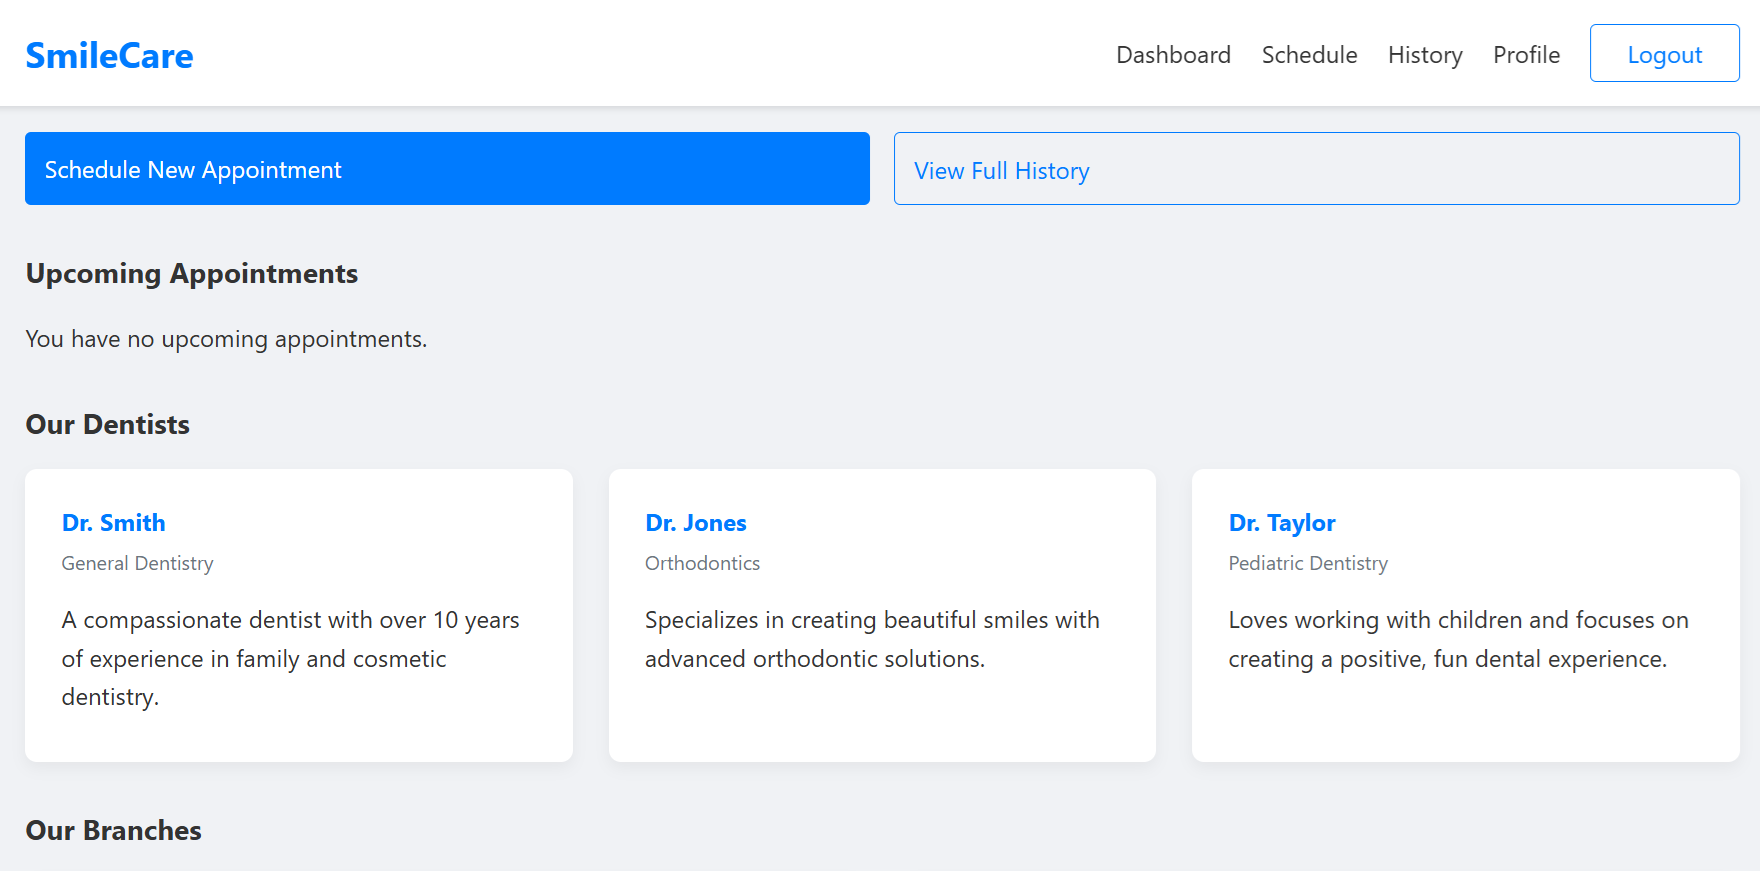 SmileCare
Dashboard
Schedule
History
Profile
Logout
Schedule New Appointment
View Full History
Upcoming Appointments
You have no upcoming appointments.
Our Dentists
Dr. Smith
General Dentistry
A compassionate dentist with over 10 years
of experience in family and cosmetic
dentistry.
Dr. Jones
Orthodontics
Specializes in creating beautiful smiles with
advanced orthodontic solutions.
Dr. Taylor
Pediatric Dentistry
Loves working with children and focuses on
creating a positive, fun dental experience.
Our Branches